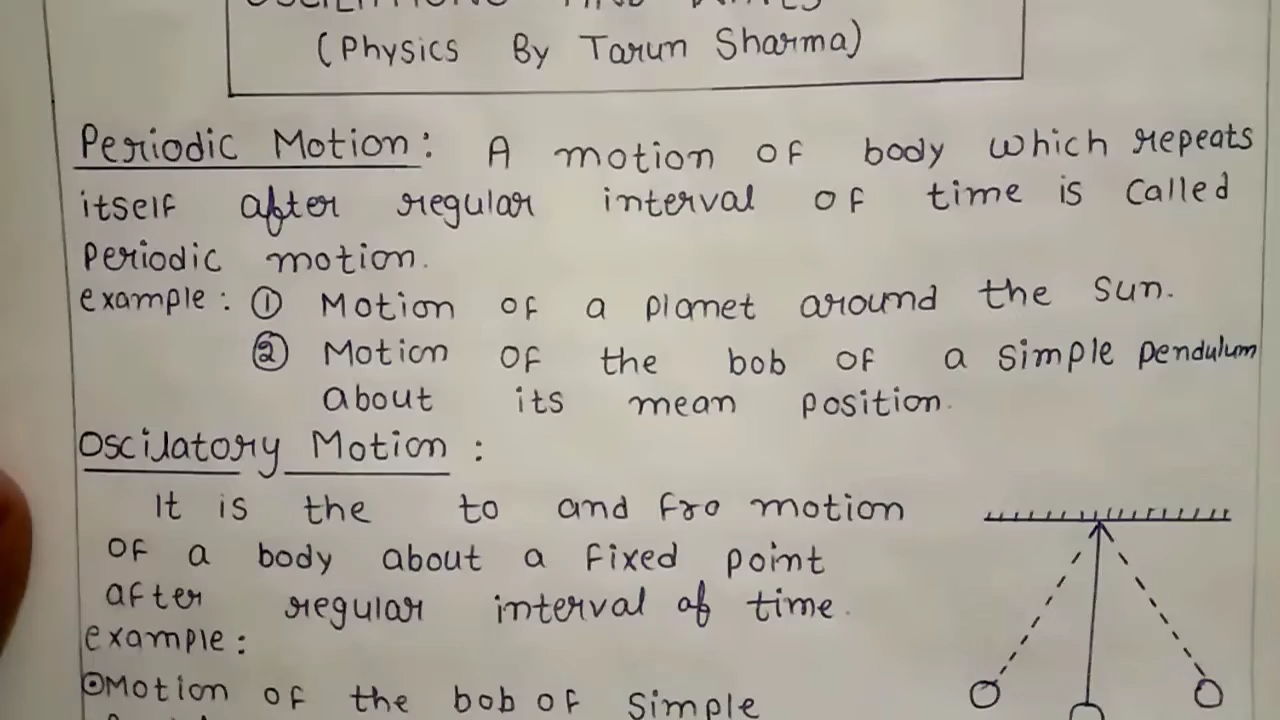 OSCILLATIONS AND WAVES
(Physics By Tarun Sharma)
Periodic Motion: A motion of body which repeats
itself after regular interval of time is called
Periodic motion.
example: ① Motion of a planet around the sun.
② Motion of the bob of a simple pendulum
about its mean position.
Oscilatory Motion:
It is the to and fro motion
of a body about a fixed point
after regular interval of time.
example:
Motion of the bob of simple